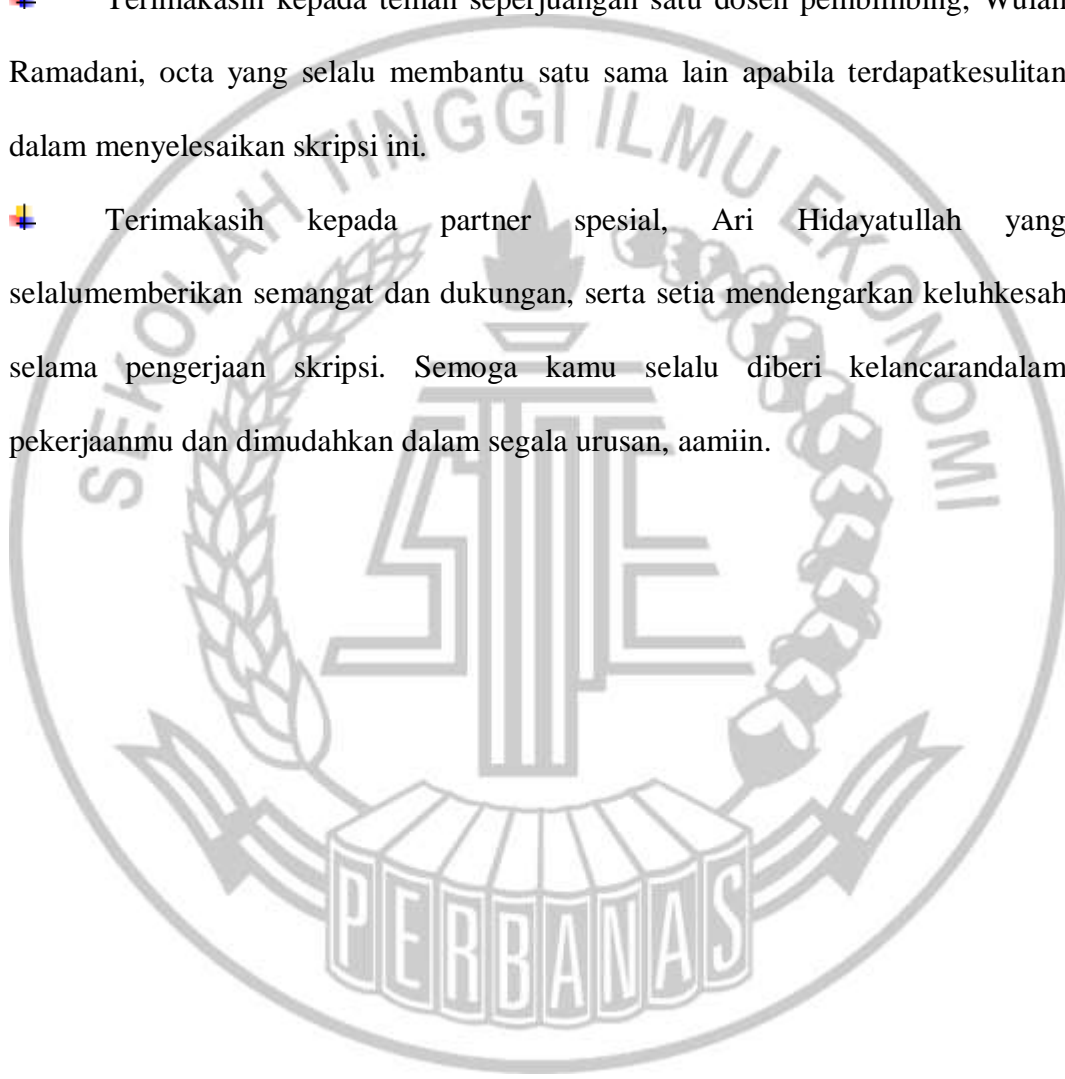 Terimakasih kepada teman seperjuangan satu dosen pembimbing, Wulan
Ramadani, octa yang selalu membantu satu sama lain apabila terdapatkesulitan
dalam menyelesaikan skripsi ini.
Terimakasih kepada partner spesial, Ari Hidayatullah yang
selalumemberikan semangat dan dukungan, serta setia mendengarkan keluhkesah
selama pengerjaan skripsi. Semoga kamu selalu diberi kelancarandalam
pekerjaanmu dan dimudahkan dalam segala urusan, aamiin.
SEKOLAH TINGGI ILMU EKONOMI
PERBANAS